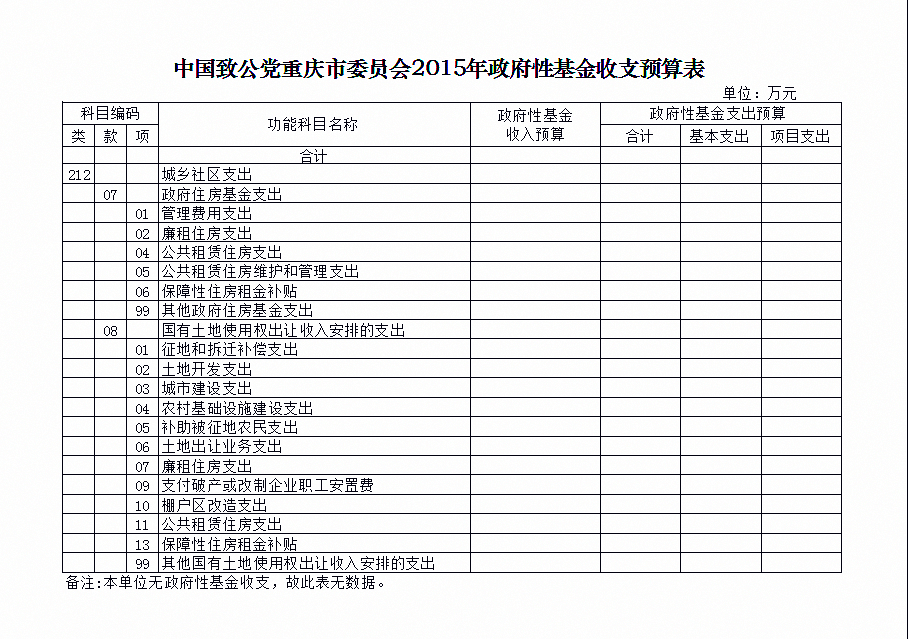 中国致公党重庆市委员会2015年政府性基金收支预算表
单位：万元
科目编码 功能科目名称 政府性基金收入预算 政府性基金支出预算
类 款 项 合计 基本支出 项目支出
合计
212 城乡社区支出
07 政府住房基金支出
01 管理费用支出
02 廉租住房支出
04 公共租赁住房支出
05 公共租赁住房维护和管理支出
06 保障性住房租金补贴
99 其他政府住房基金支出
08 国有土地使用权出让收入安排的支出
01 征地和拆迁补偿支出
02 土地开发支出
03 城市建设支出
04 农村基础设施建设支出
05 补助被征地农民支出
06 土地出让业务支出
07 廉租住房支出
09 支付破产或改制企业职工安置费
10 棚户区改造支出
11 公共租赁住房支出
13 保障性住房租金补贴
99 其他国有土地使用权出让收入安排的支出
备注:本单位无政府性基金收支，故此表无数据。